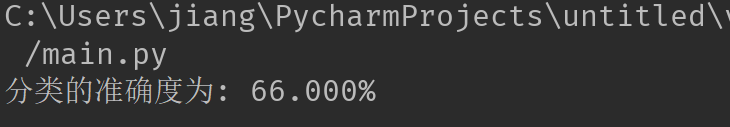 C:\Users\jiang\PycharmProjects\untitled\
/main.py
分类的准确度为: 66.000%